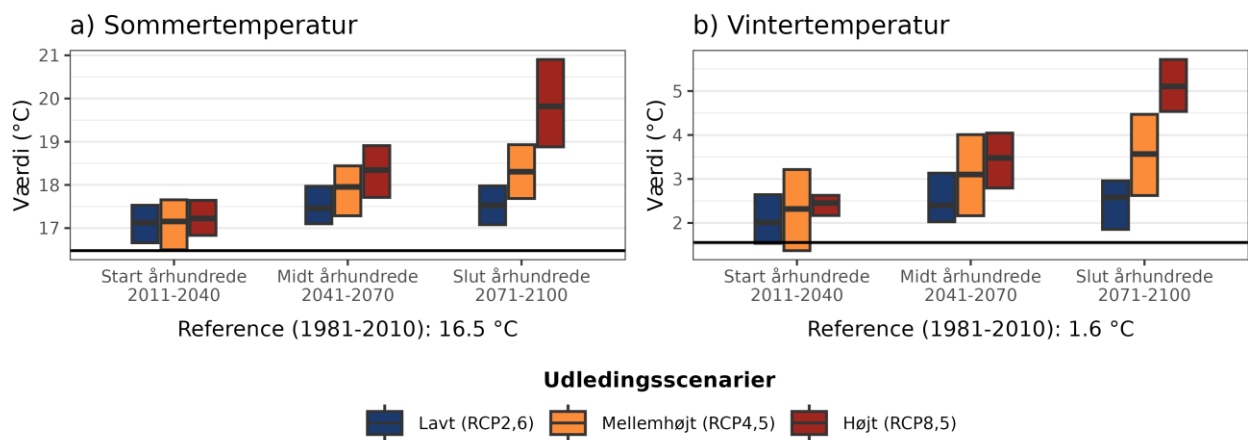 a) Sommertemperatur
Værdi (°C)
21
20
19
18
17
Start århundrede
2011-2040
Midt århundrede
2041-2070
Slut århundrede
2071-2100
Reference (1981-2010): 16.5 °C
b) Vintertemperatur
Værdi (°C)
5
4
3
2
Start århundrede
2011-2040
Midt århundrede
2041-2070
Slut århundrede
2071-2100
Reference (1981-2010): 1.6 °C
Udledingsscenarier
Lavt (RCP2,6)
Mellemhøjt (RCP4,5)
Højt (RCP8,5)